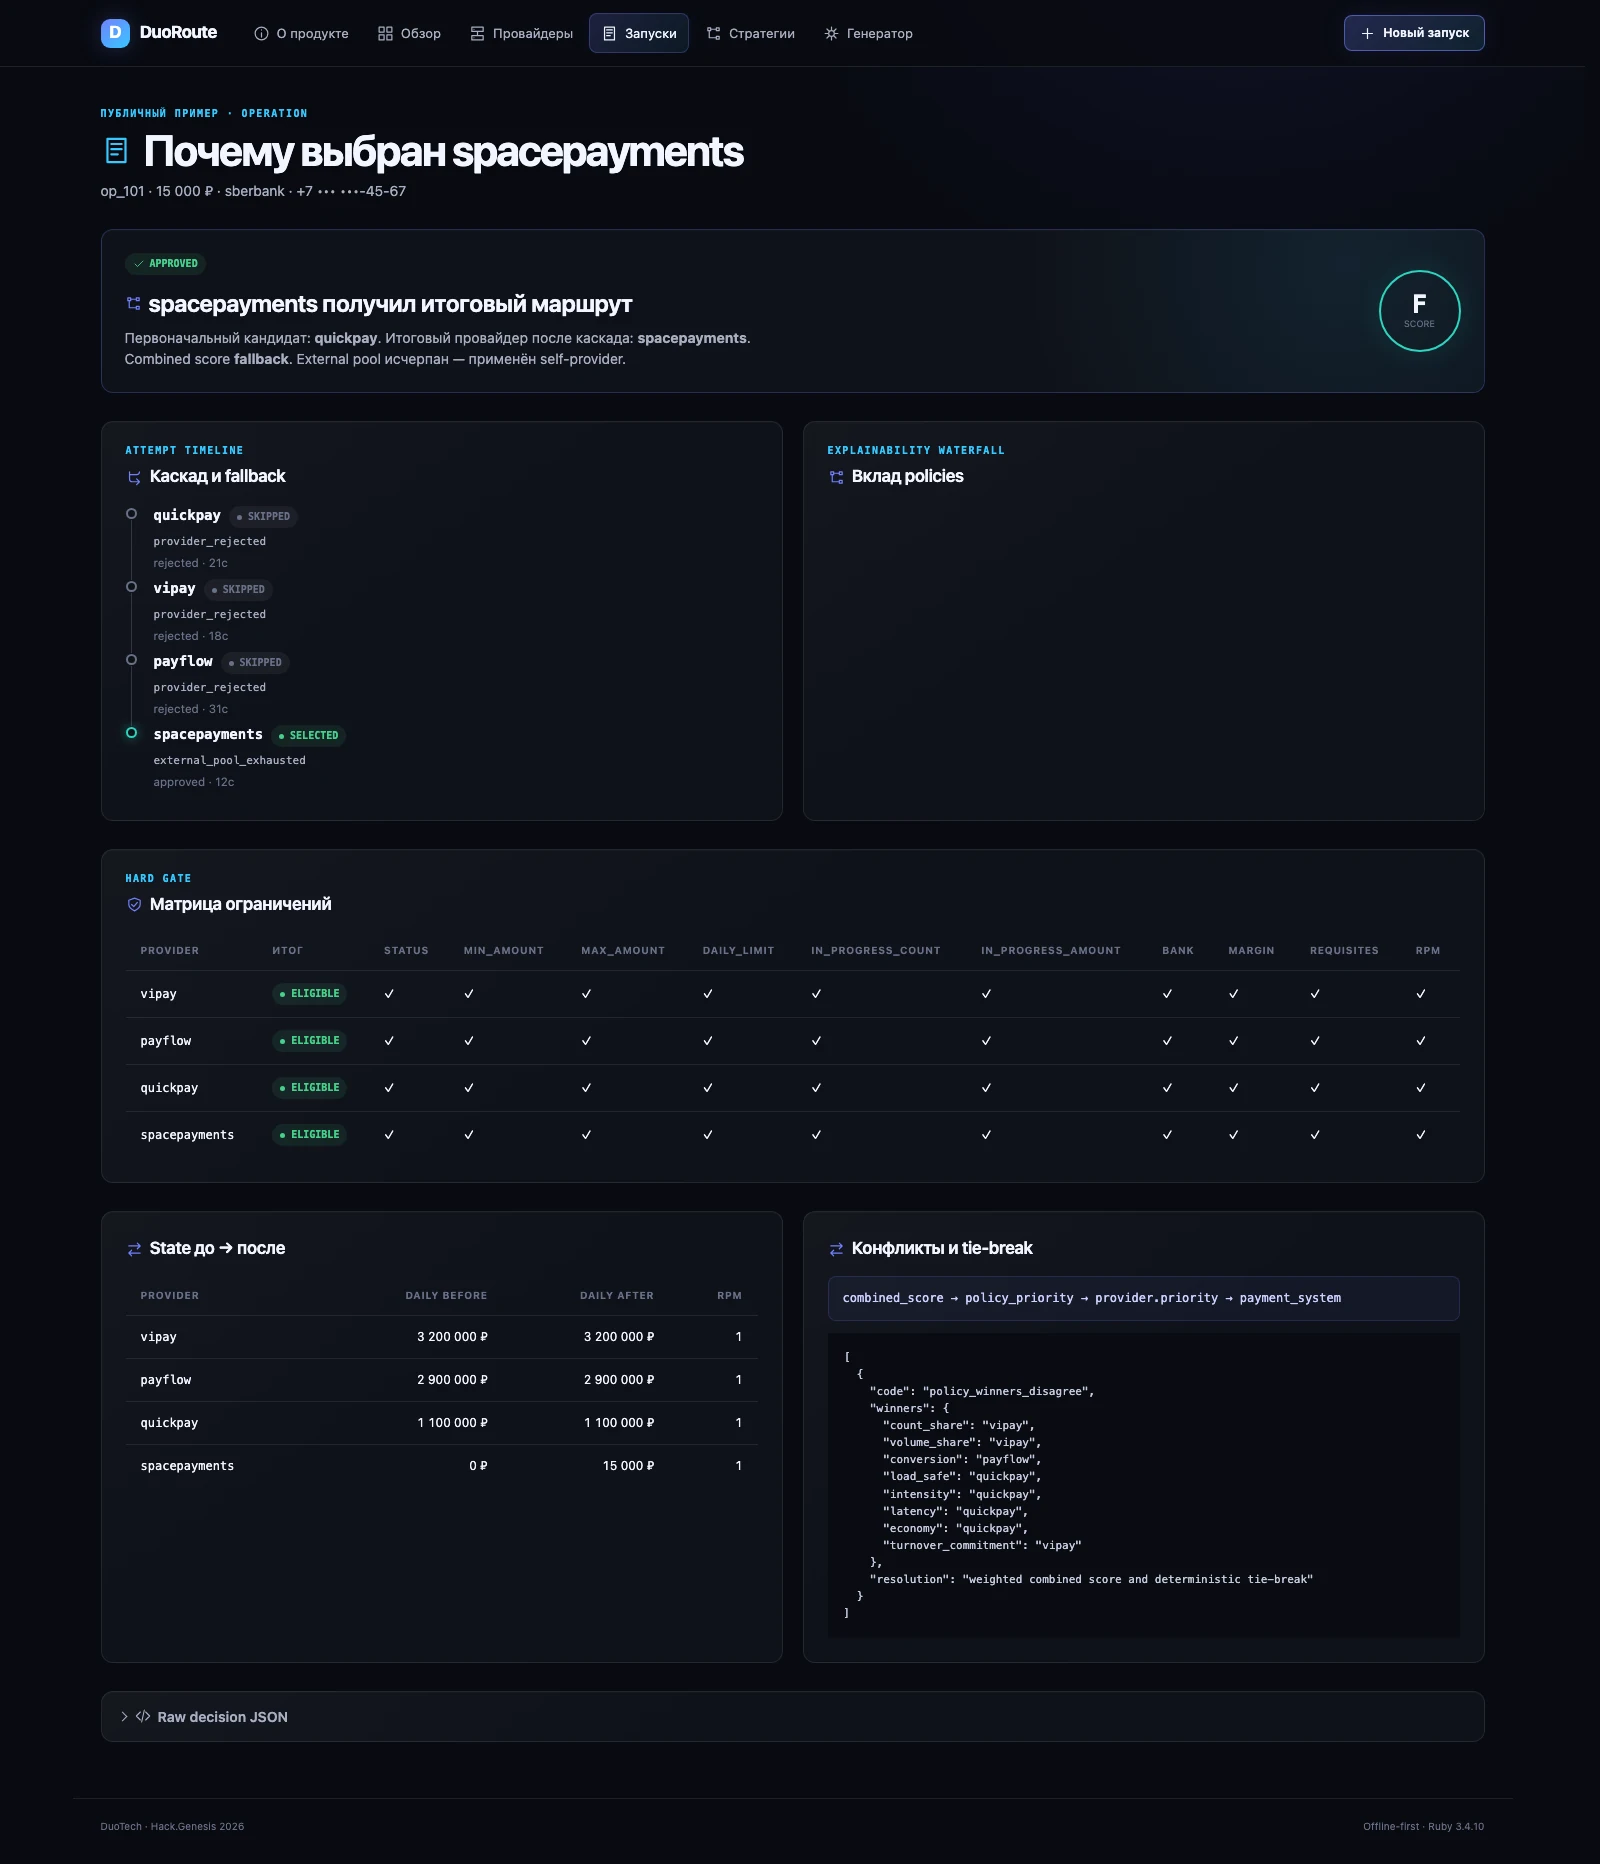 D DuoRoute О продукте Обзор Провайдеры Запуски Стратегии Генератор + Новый запуск
ПУБЛИЧНЫЙ ПРИМЕР · OPERATION
Почему выбран spacepayments
op_101 · 15 000 ₽ · sberbank · +7 ••• •••-45-67
✓ APPROVED
spacepayments получил итоговый маршрут
Первоначальный кандидат: quickpay. Итоговый провайдер после каскада: spacepayments.
Combined score fallback. External pool исчерпан — применён self-provider.
F
SCORE
ATTEMPT TIMELINE
Каскад и fallback
quickpay • SKIPPED
provider_rejected
rejected · 21с
vipay • SKIPPED
provider_rejected
rejected · 18с
payflow • SKIPPED
provider_rejected
rejected · 31с
spacepayments • SELECTED
external_pool_exhausted
approved · 12с
EXPLAINABILITY WATERFALL
Вклад policies
HARD GATE
Матрица ограничений
PROVIDER ИТОГ STATUS MIN_AMOUNT MAX_AMOUNT DAILY_LIMIT IN_PROGRESS_COUNT IN_PROGRESS_AMOUNT BANK MARGIN REQUISITES RPM
vipay • ELIGIBLE ✓ ✓ ✓ ✓ ✓ ✓ ✓ ✓ ✓ ✓
payflow • ELIGIBLE ✓ ✓ ✓ ✓ ✓ ✓ ✓ ✓ ✓ ✓
quickpay • ELIGIBLE ✓ ✓ ✓ ✓ ✓ ✓ ✓ ✓ ✓ ✓
spacepayments • ELIGIBLE ✓ ✓ ✓ ✓ ✓ ✓ ✓ ✓ ✓ ✓
State до → после
PROVIDER DAILY BEFORE DAILY AFTER RPM
vipay 3 200 000 ₽ 3 200 000 ₽ 1
payflow 2 900 000 ₽ 2 900 000 ₽ 1
quickpay 1 100 000 ₽ 1 100 000 ₽ 1
spacepayments 0 ₽ 15 000 ₽ 1
Конфликты и tie-break
combined_score → policy_priority → provider.priority → payment_system
[
{
"code": "policy_winners_disagree",
"winners": {
"count_share": "vipay",
"volume_share": "vipay",
"conversion": "payflow",
"load_safe": "quickpay",
"intensity": "quickpay",
"latency": "quickpay",
"economy": "quickpay",
"turnover_commitment": "vipay"
},
"resolution": "weighted combined score and deterministic tie-break"
}
]
Raw decision JSON
DuoTech · Hack.Genesis 2026
Offline-first · Ruby 3.4.10